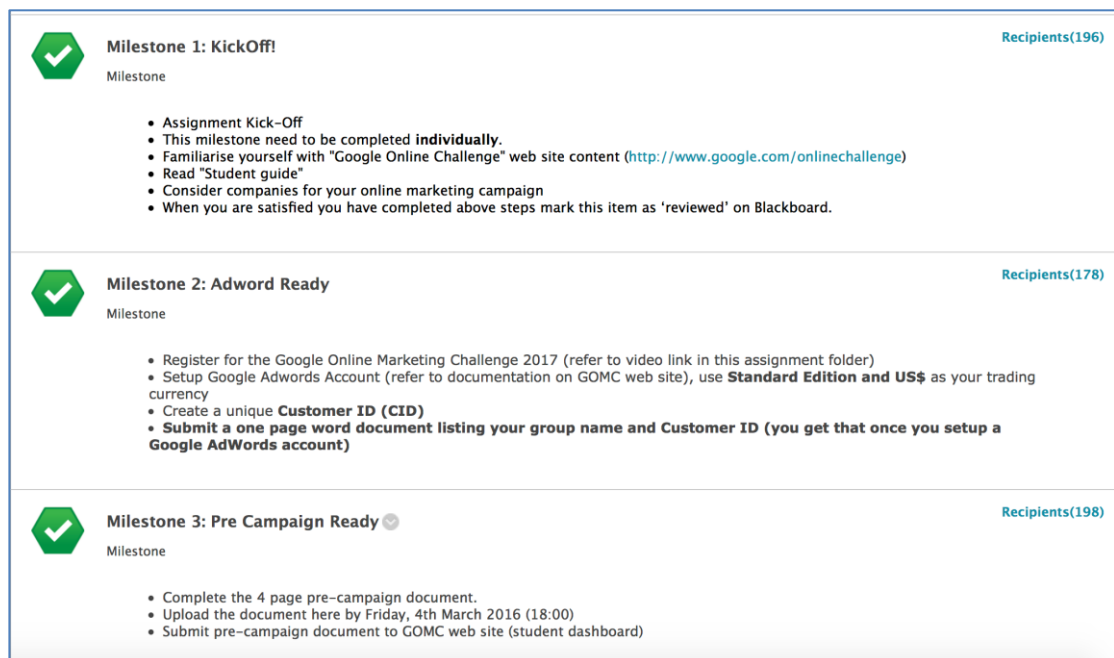 Milestone 1: KickOff!
Recipients(196)
Milestone
• Assignment Kick-Off
• This milestone need to be completed individually.
• Familiarise yourself with "Google Online Challenge" web site content (http://www.google.com/onlinechallenge)
• Read "Student guide"
• Consider companies for your online marketing campaign
• When you are satisfied you have completed above steps mark this item as ‘reviewed’ on Blackboard.
Milestone 2: Adword Ready
Recipients(178)
Milestone
• Register for the Google Online Marketing Challenge 2017 (refer to video link in this assignment folder)
• Setup Google Adwords Account (refer to documentation on GOMC web site), use Standard Edition and US$ as your trading
currency
• Create a unique Customer ID (CID)
• Submit a one page word document listing your group name and Customer ID (you get that once you setup a
Google AdWords account)
Milestone 3: Pre Campaign Ready
Recipients(198)
Milestone
• Complete the 4 page pre-campaign document.
• Upload the document here by Friday, 4th March 2016 (18:00)
• Submit pre-campaign document to GOMC web site (student dashboard)